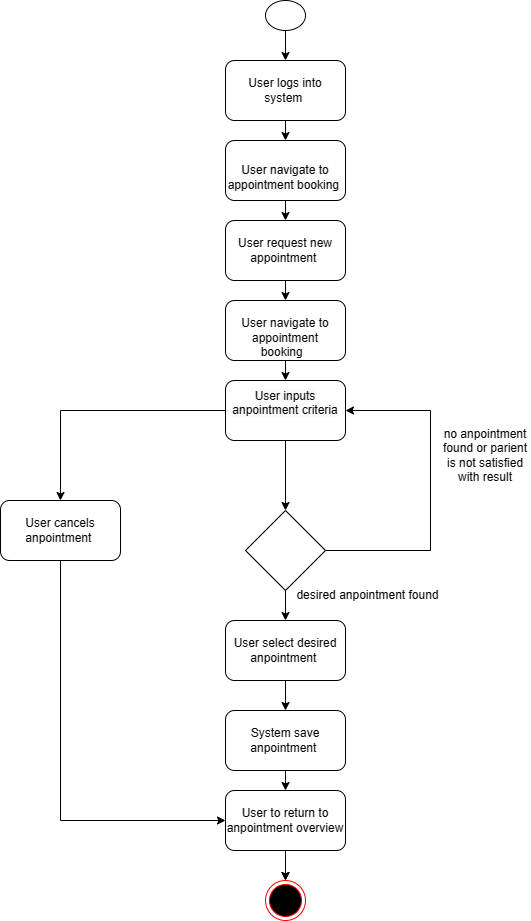 User logs into
system
User navigate to
appointment booking
User request new
appointment
User navigate to
appointment
booking
User inputs
anpointment criteria
no anpointment
found or parient
is not satisfied
with result
User cancels
anpointment
desired anpointment found
User select desired
anpointment
System save
anpointment
User to return to
anpointment overview